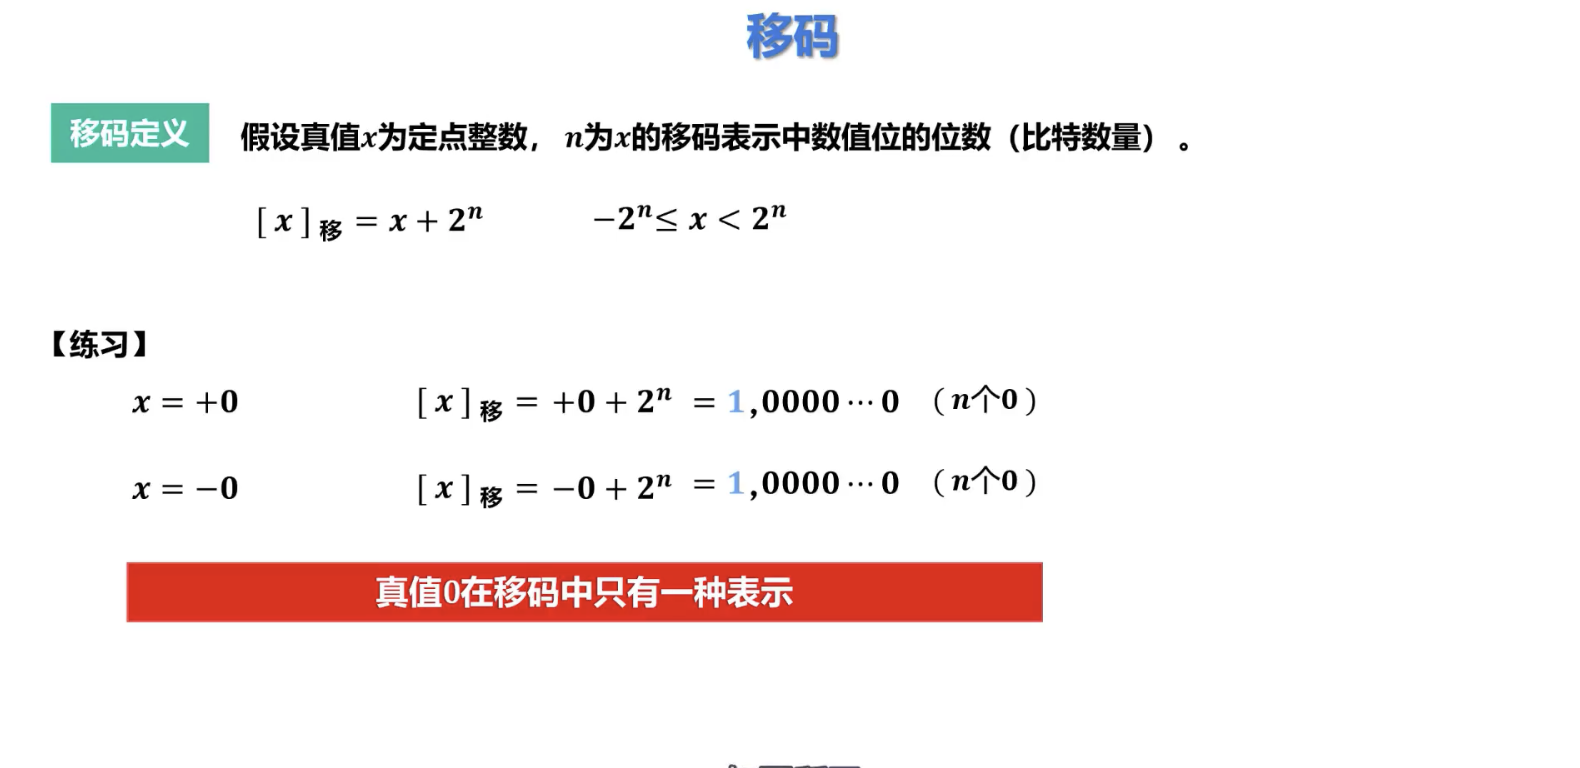 移码
移码定义 假设真值x为定点整数， n为x的移码表示中数值位的位数（比特数量）。
[x]移 = x + 2ⁿ −2ⁿ≤ x < 2ⁿ
【练习】
x = +0 [x]移 = +0 + 2ⁿ = 1,0000 ⋯ 0 （n个0）
x = −0 [x]移 = −0 + 2ⁿ = 1,0000 ⋯ 0 （n个0）
真值0在移码中只有一种表示